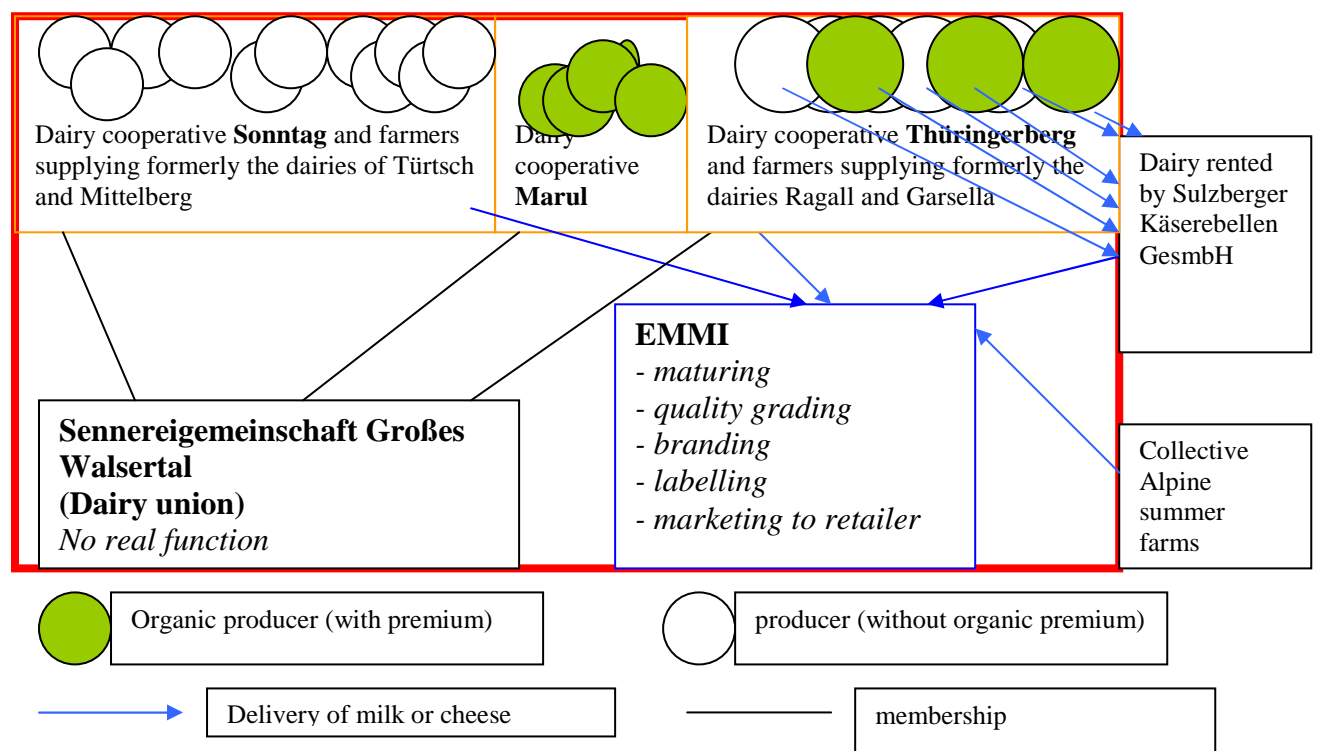 Dairy cooperative Sonntag and farmers
supplying formerly the dairies of Türtsch
and Mittelberg
Dairy
cooperative
Marul
Dairy cooperative Thüringerberg
and farmers supplying formerly the
dairies Ragall and Garsella
Dairy rented
by Sulzberger
Käserebellen
GesmbH
EMMI
- maturing
- quality grading
- branding
- labelling
- marketing to retailer
Sennereigemeinschaft Großes
Walsertal
(Dairy union)
No real function
Collective
Alpine
summer
farms
Organic producer (with premium)
producer (without organic premium)
Delivery of milk or cheese
membership